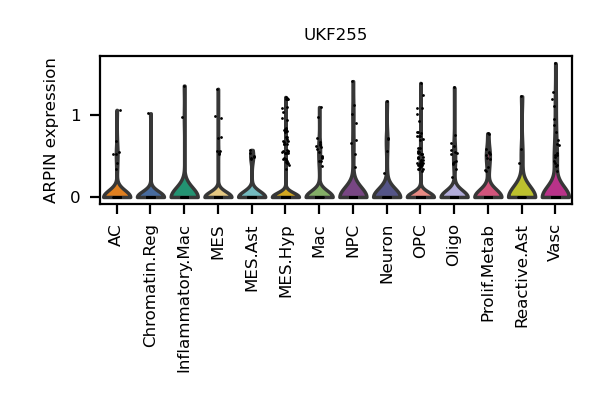 UKF255
ARPIN expression
1
0
AC
Chromatin.Reg
Inflammatory.Mac
MES
MES.Ast
MES.Hyp
Mac
NPC
Neuron
OPC
Oligo
Prolif.Metab
Reactive.Ast
Vasc